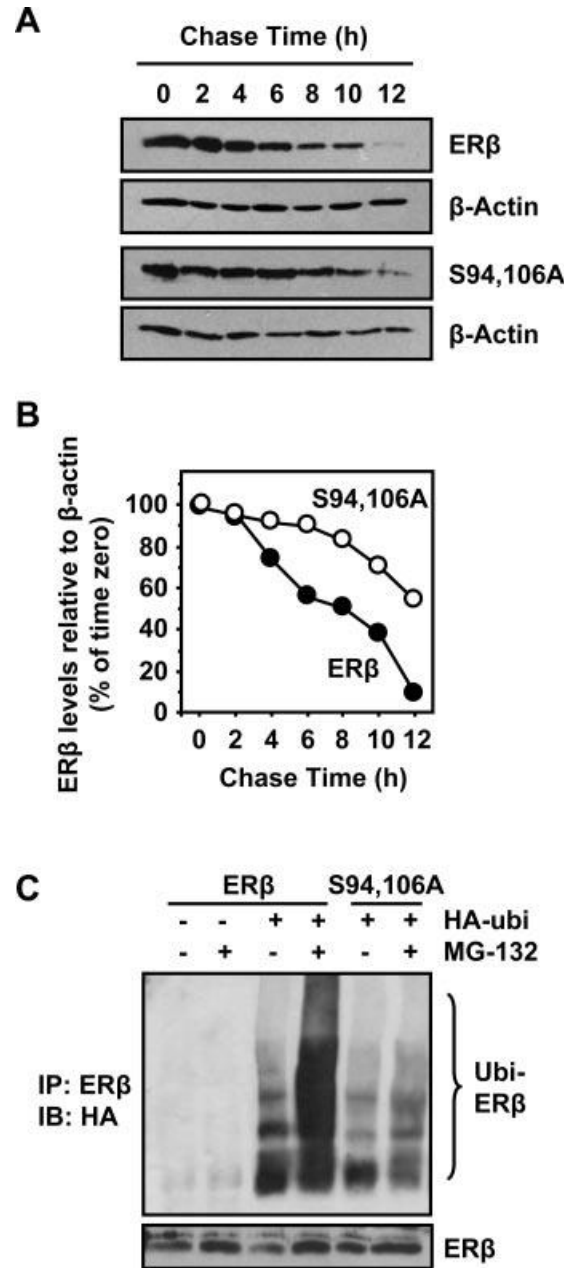 A
Chase Time (h)
0 2 4 6 8 10 12
ERβ
β-Actin
S94,106A
β-Actin
B
ERβ levels relative to β-actin
(% of time zero)
100
80
60
40
20
0
S94,106A
ERβ
0 2 4 6 8 10 12
Chase Time (h)
C
ERβ S94,106A
- - + + + + HA-ubi
- + - + - + MG-132
IP: ERβ
IB: HA
Ubi-
ERβ
ERβ